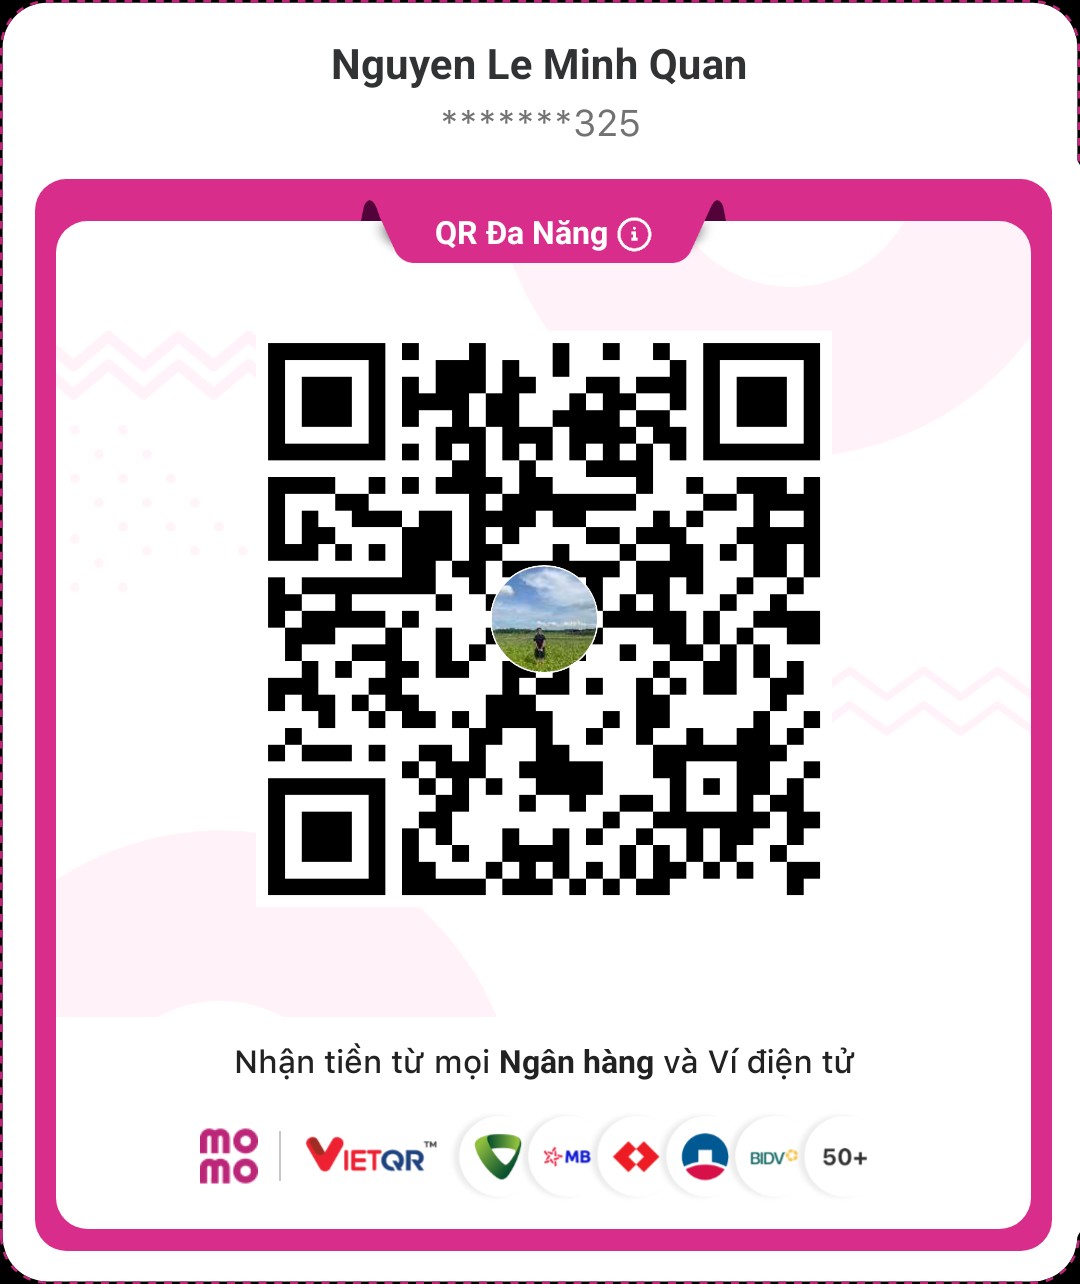 Nguyen Le Minh Quan
*******325
QR Đa Năng
Nhận tiền từ mọi Ngân hàng và Ví điện tử
mo mo VIETQR™ MB BIDV 50+